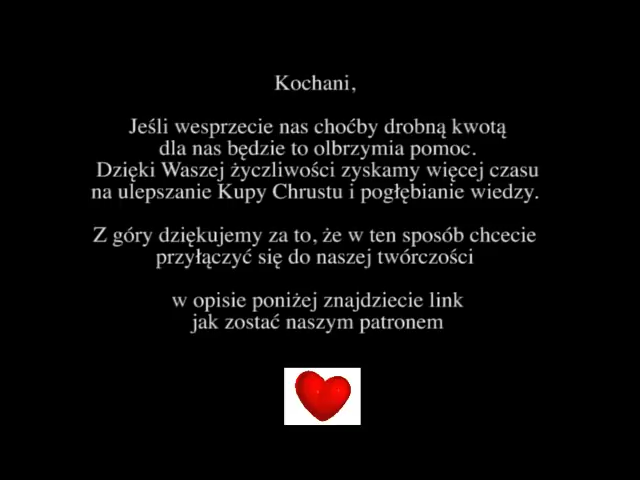 Kochani,
Jeśli wesprzecie nas choćby drobną kwotą
dla nas będzie to olbrzymia pomoc.
Dzięki Waszej życzliwości zyskamy więcej czasu
na ulepszanie Kupy Chrustu i pogłębianie wiedzy.
Z góry dziękujemy za to, że w ten sposób chcecie
przyłączyć się do naszej twórczości
w opisie poniżej znajdziecie link
jak zostać naszym patronem